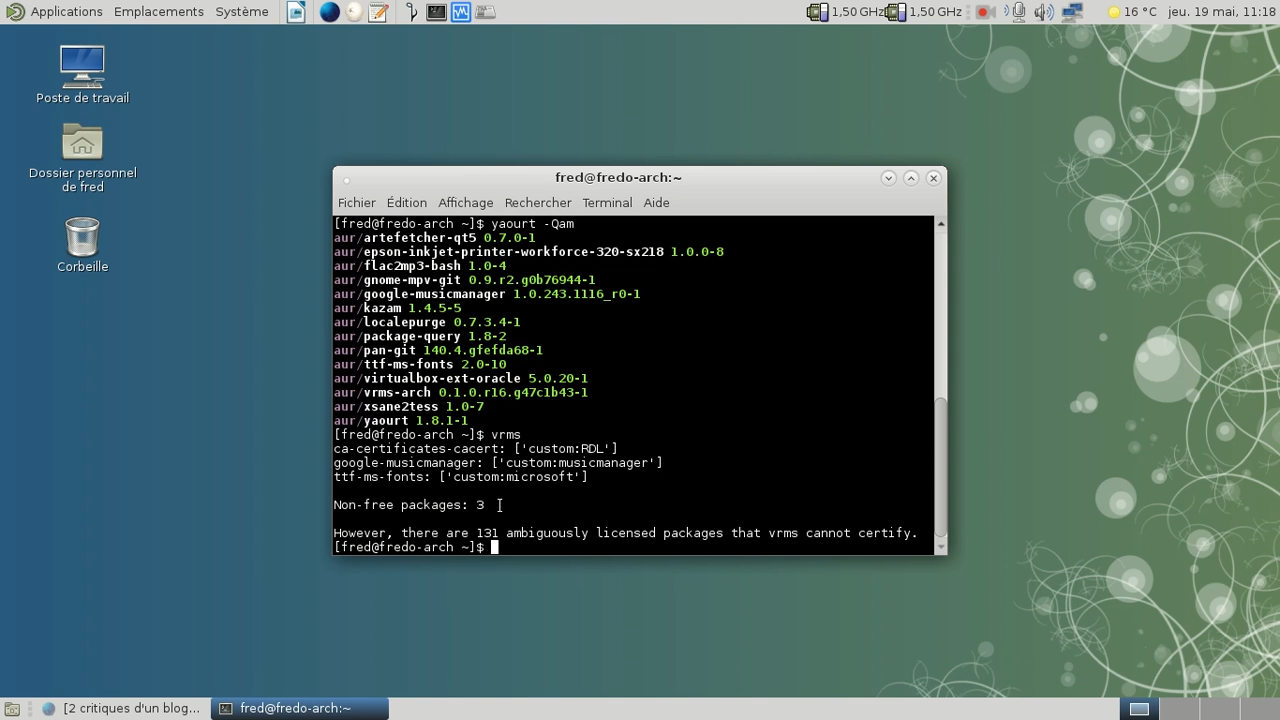 Applications Emplacements Système 1,50 GHz 1,50 GHz 16 °C jeu. 19 mai, 11:18
Poste de travail
Dossier personnel
de fred
Corbeille
fred@fredo-arch:~
Fichier Édition Affichage Rechercher Terminal Aide
[fred@fredo-arch ~]$ yaourt -Qam
aur/artefetcher-qt5 0.7.0-1
aur/epson-inkjet-printer-workforce-320-sx218 1.0.0-8
aur/flac2mp3-bash 1.0-4
aur/gnome-mpv-git 0.9.r2.g0b76944-1
aur/google-musicmanager 1.0.243.1116_r0-1
aur/kazam 1.4.5-5
aur/localepurge 0.7.3.4-1
aur/package-query 1.8-2
aur/pan-git 140.4.gfefda68-1
aur/ttf-ms-fonts 2.0-10
aur/virtualbox-ext-oracle 5.0.20-1
aur/vrms-arch 0.1.0.r16.g47c1b43-1
aur/xsane2tess 1.0-7
aur/yaourt 1.8.1-1
[fred@fredo-arch ~]$ vrms
ca-certificates-cacert: ['custom:RDL']
google-musicmanager: ['custom:musicmanager']
ttf-ms-fonts: ['custom:microsoft']
Non-free packages: 3
However, there are 131 ambiguously licensed packages that vrms cannot certify.
[fred@fredo-arch ~]$
[2 critiques d'un blog... fred@fredo-arch:~